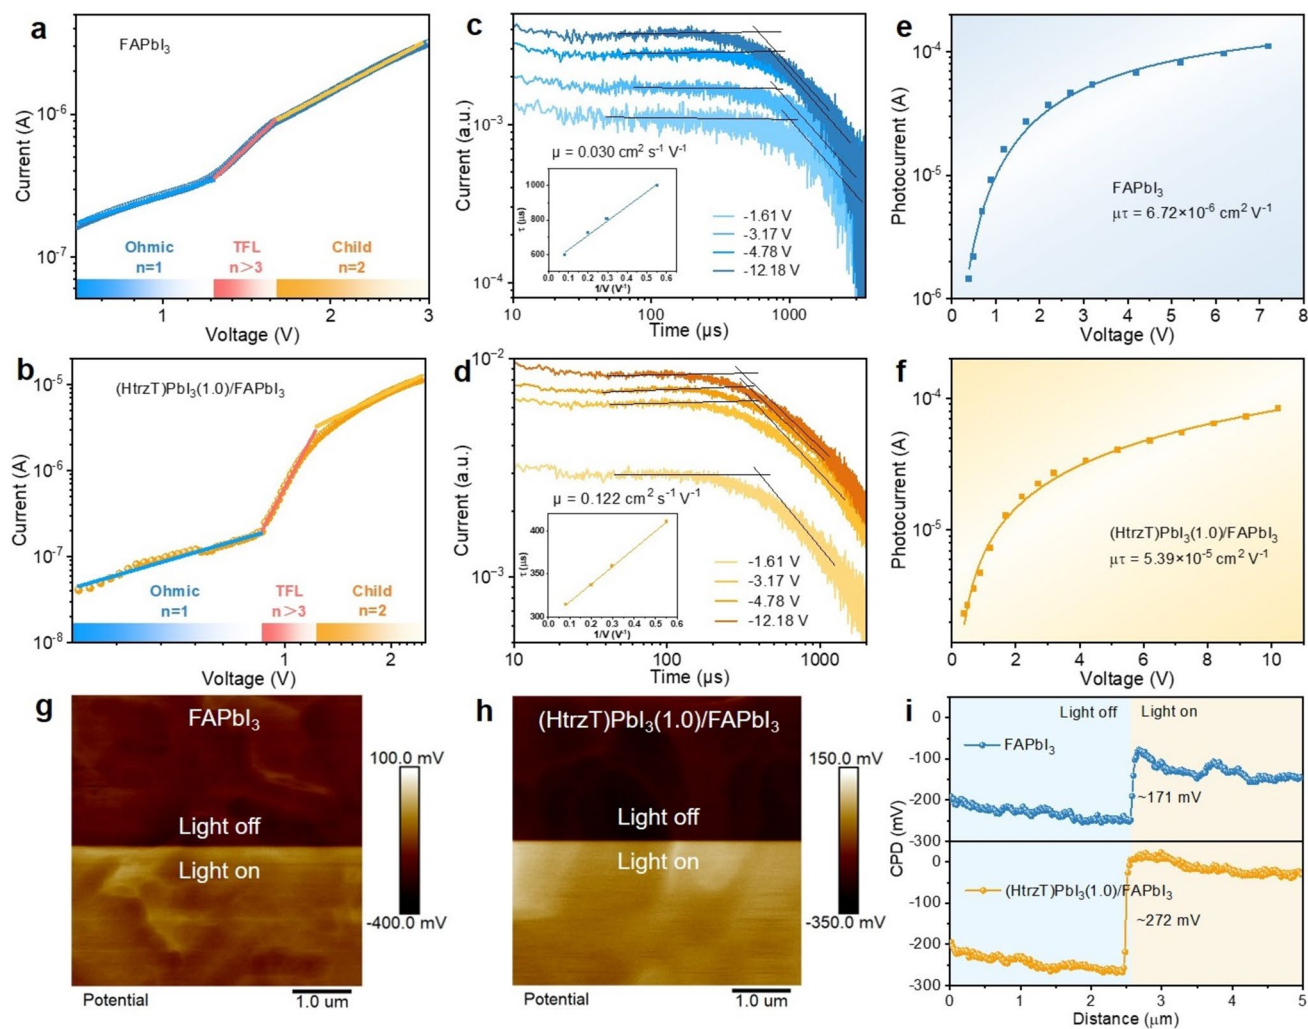 a
FAPbI₃
Current (A)
10⁻⁶
10⁻⁷
Ohmic
n=1
TFL
n>3
Child
n=2
1
2
3
Voltage (V)
b
(HtrzT)PbI₃(1.0)/FAPbI₃
Current (A)
10⁻⁵
10⁻⁶
10⁻⁷
10⁻⁸
Ohmic
n=1
TFL
n>3
Child
n=2
1
2
Voltage (V)
c
Current (a.u.)
10⁻³
10⁻⁴
μ = 0.030 cm² s⁻¹ V⁻¹
τ (μs)
1000
800
600
0.1 0.2 0.3 0.4 0.5 0.6
1/V (V⁻¹)
-1.61 V
-3.17 V
-4.78 V
-12.18 V
10 100 1000
Time (μs)
d
Current (a.u.)
10⁻²
10⁻³
μ = 0.122 cm² s⁻¹ V⁻¹
τ (μs)
400
350
300
0.0 0.1 0.2 0.3 0.4 0.5 0.6
1/V (V⁻¹)
-1.61 V
-3.17 V
-4.78 V
-12.18 V
10 100 1000
Time (μs)
e
Photocurrent (A)
10⁻⁴
10⁻⁵
10⁻⁶
FAPbI₃
μτ = 6.72×10⁻⁶ cm² V⁻¹
0 1 2 3 4 5 6 7 8
Voltage (V)
f
Photocurrent (A)
10⁻⁴
10⁻⁵
(HtrzT)PbI₃(1.0)/FAPbI₃
μτ = 5.39×10⁻⁵ cm² V⁻¹
0 2 4 6 8 10
Voltage (V)
g
FAPbI₃
Light off
Light on
100.0 mV
-400.0 mV
Potential
1.0 um
h
(HtrzT)PbI₃(1.0)/FAPbI₃
Light off
Light on
150.0 mV
-350.0 mV
Potential
1.0 um
i
Light off Light on
FAPbI₃
~171 mV
(HtrzT)PbI₃(1.0)/FAPbI₃
~272 mV
CPD (mV)
0
-100
-200
-300
0
-100
-200
-300
0 1 2 3 4 5
Distance (μm)